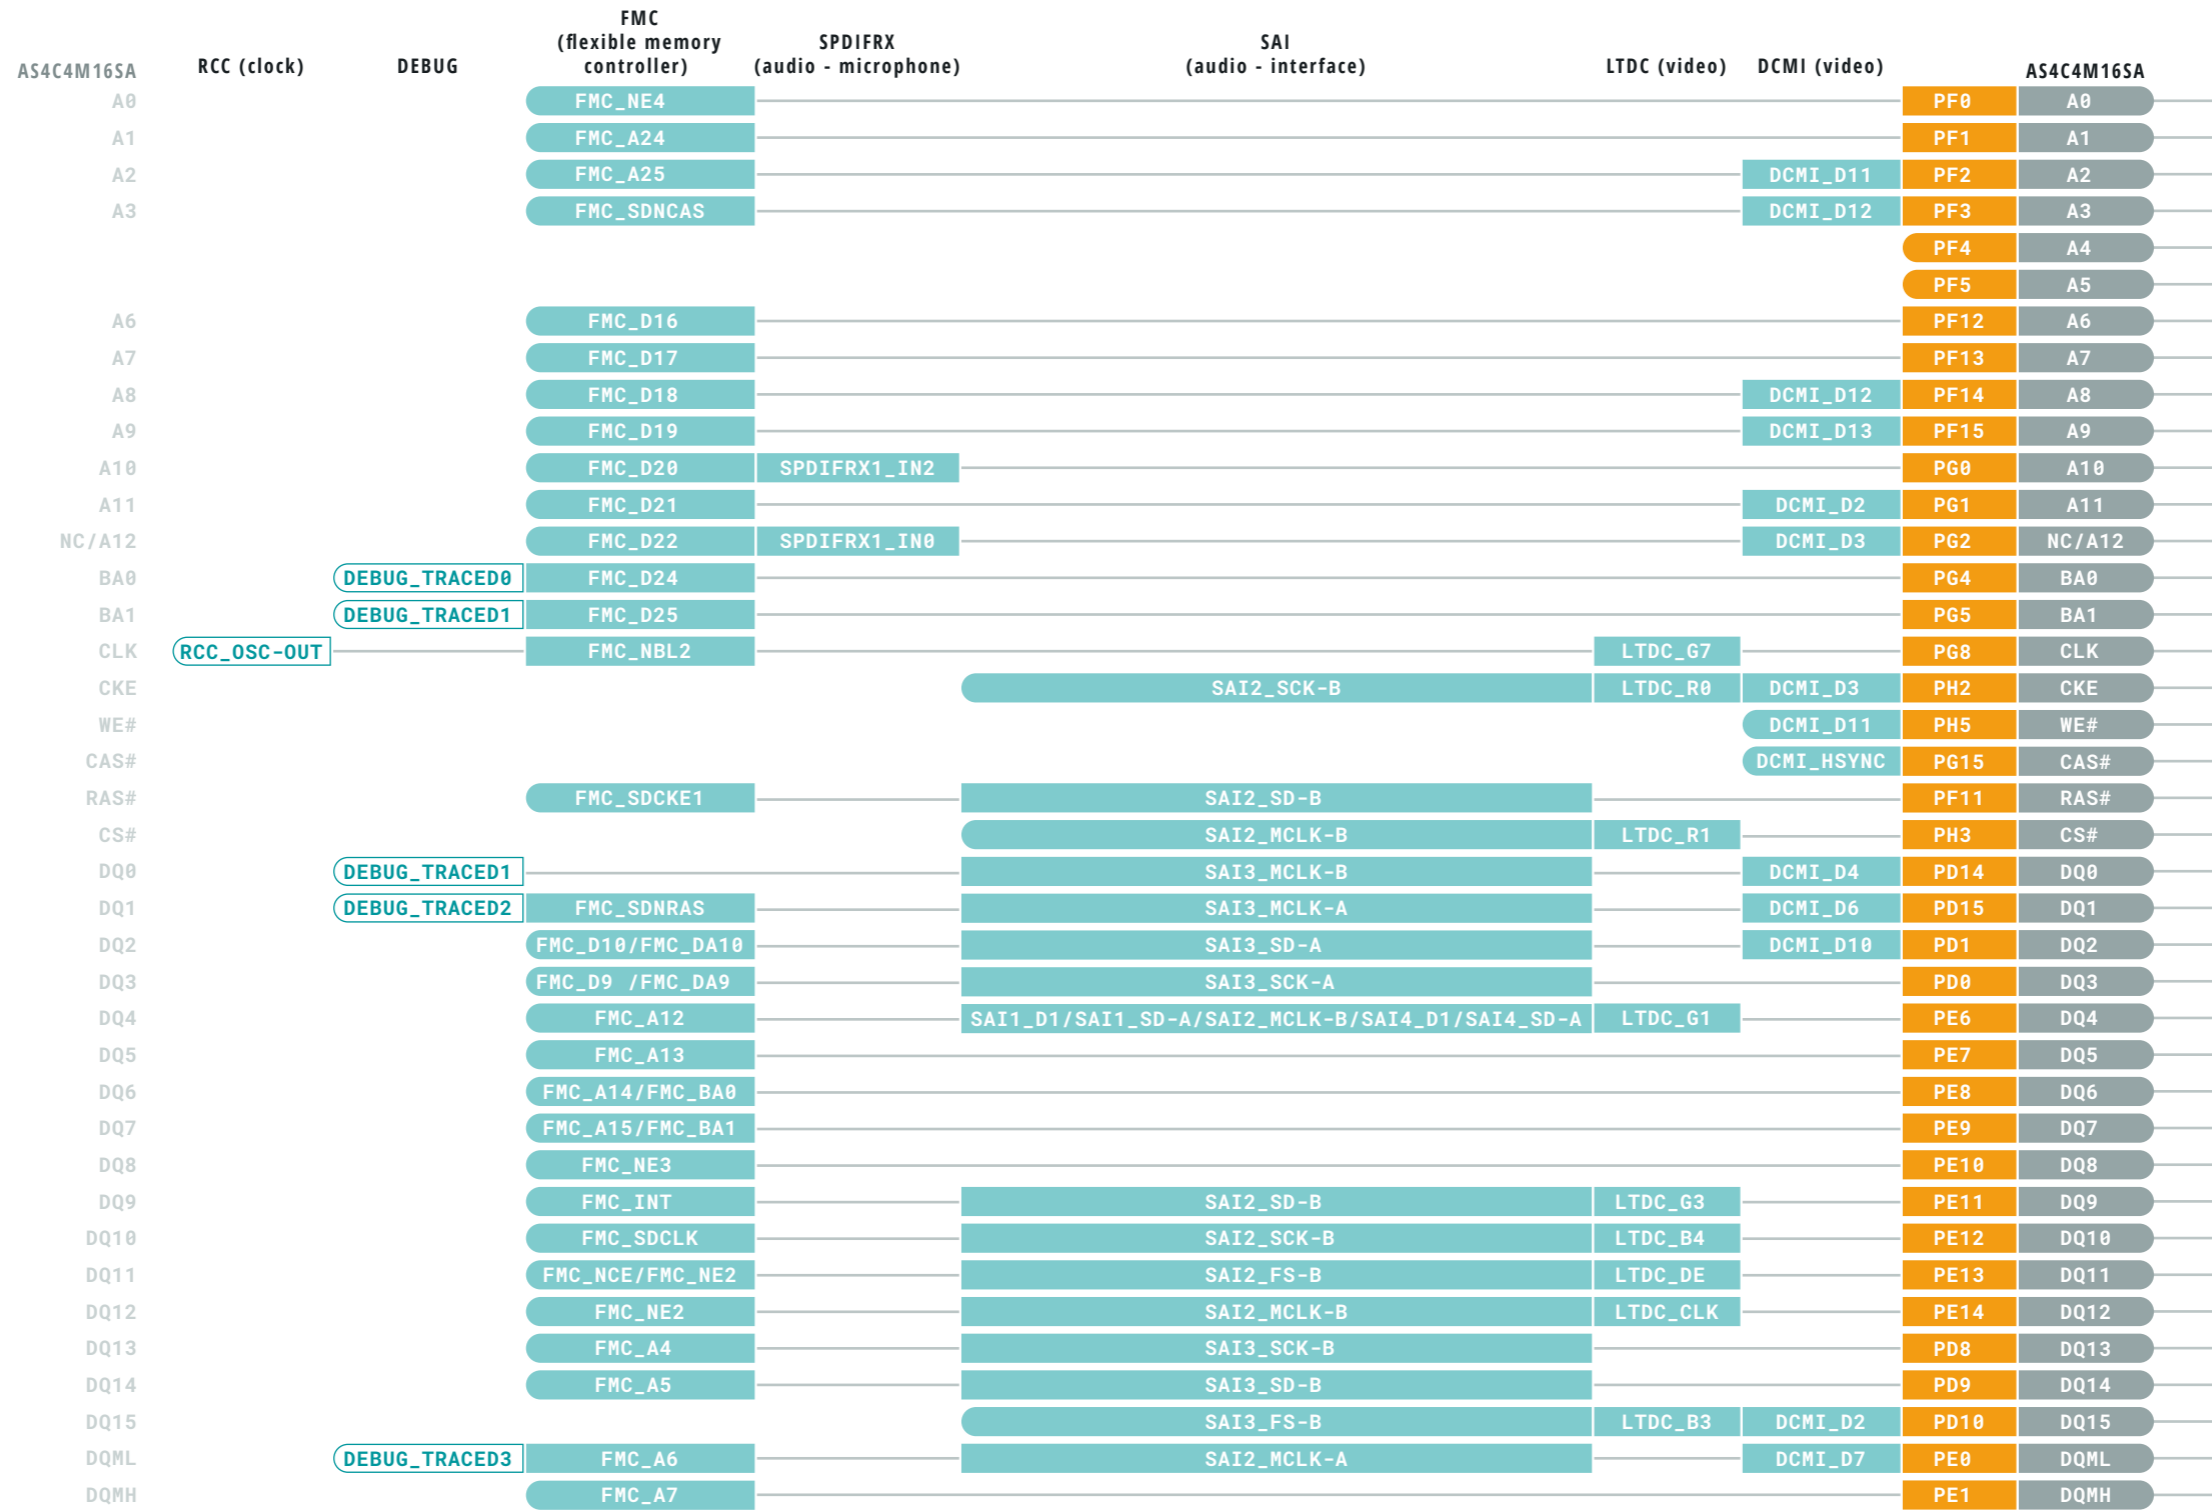 FMC
(flexible memory SPDIFRX SAI
AS4C4M16SA RCC (clock) DEBUG controller) (audio - microphone) (audio - interface) LTDC (video) DCMI (video) AS4C4M16SA
A0 FMC_NE4 PF0 A0
A1 FMC_A24 PF1 A1
A2 FMC_A25 DCMI_D11 PF2 A2
A3 FMC_SDNCAS DCMI_D12 PF3 A3
PF4 A4
PF5 A5
A6 FMC_D16 PF12 A6
A7 FMC_D17 PF13 A7
A8 FMC_D18 DCMI_D12 PF14 A8
A9 FMC_D19 DCMI_D13 PF15 A9
A10 FMC_D20 SPDIFRX1_IN2 PG0 A10
A11 FMC_D21 DCMI_D2 PG1 A11
NC/A12 FMC_D22 SPDIFRX1_IN0 DCMI_D3 PG2 NC/A12
BA0 DEBUG_TRACED0 FMC_D24 PG4 BA0
BA1 DEBUG_TRACED1 FMC_D25 PG5 BA1
CLK RCC_OSC-OUT FMC_NBL2 LTDC_G7 PG8 CLK
CKE SAI2_SCK-B LTDC_R0 DCMI_D3 PH2 CKE
WE# DCMI_D11 PH5 WE#
CAS# DCMI_HSYNC PG15 CAS#
RAS# FMC_SDCKE1 SAI2_SD-B PF11 RAS#
CS# SAI2_MCLK-B LTDC_R1 PH3 CS#
DQ0 DEBUG_TRACED1 SAI3_MCLK-B DCMI_D4 PD14 DQ0
DQ1 DEBUG_TRACED2 FMC_SDNRAS SAI3_MCLK-A DCMI_D6 PD15 DQ1
DQ2 FMC_D10/FMC_DA10 SAI3_SD-A DCMI_D10 PD1 DQ2
DQ3 FMC_D9 /FMC_DA9 SAI3_SCK-A PD0 DQ3
DQ4 FMC_A12 SAI1_D1/SAI1_SD-A/SAI2_MCLK-B/SAI4_D1/SAI4_SD-A LTDC_G1 PE6 DQ4
DQ5 FMC_A13 PE7 DQ5
DQ6 FMC_A14/FMC_BA0 PE8 DQ6
DQ7 FMC_A15/FMC_BA1 PE9 DQ7
DQ8 FMC_NE3 PE10 DQ8
DQ9 FMC_INT SAI2_SD-B LTDC_G3 PE11 DQ9
DQ10 FMC_SDCLK SAI2_SCK-B LTDC_B4 PE12 DQ10
DQ11 FMC_NCE/FMC_NE2 SAI2_FS-B LTDC_DE PE13 DQ11
DQ12 FMC_NE2 SAI2_MCLK-B LTDC_CLK PE14 DQ12
DQ13 FMC_A4 SAI3_SCK-B PD8 DQ13
DQ14 FMC_A5 SAI3_SD-B PD9 DQ14
DQ15 SAI3_FS-B LTDC_B3 DCMI_D2 PD10 DQ15
DQML DEBUG_TRACED3 FMC_A6 SAI2_MCLK-A DCMI_D7 PE0 DQML
DQMH FMC_A7 PE1 DQMH